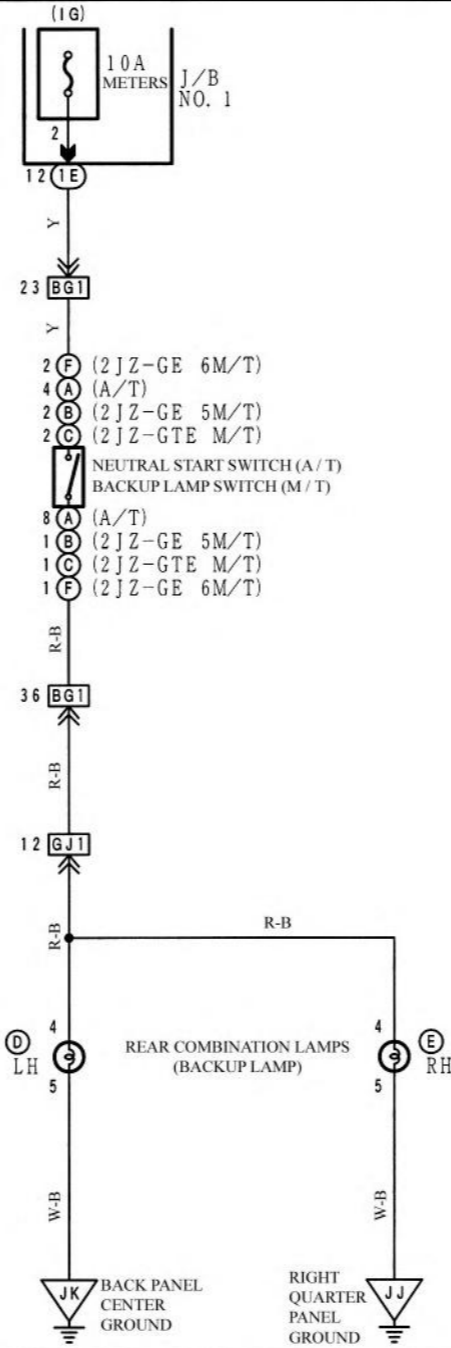 (IG)
10A
METERS
J/B
NO. 1
2
12 1E
Y
23 BG1
Y
2 F (2JZ-GE 6M/T)
4 A (A/T)
2 B (2JZ-GE 5M/T)
2 C (2JZ-GTE M/T)
NEUTRAL START SWITCH (A / T)
BACKUP LAMP SWITCH (M / T)
8 A (A/T)
1 B (2JZ-GE 5M/T)
1 C (2JZ-GTE M/T)
1 F (2JZ-GE 6M/T)
R-B
36 BG1
R-B
12 GJ1
R-B
R-B
D
LH
4
5
REAR COMBINATION LAMPS
(BACKUP LAMP)
4
5
E
RH
W-B
W-B
JK
BACK PANEL
CENTER
GROUND
RIGHT
QUARTER
PANEL
GROUND
JJ